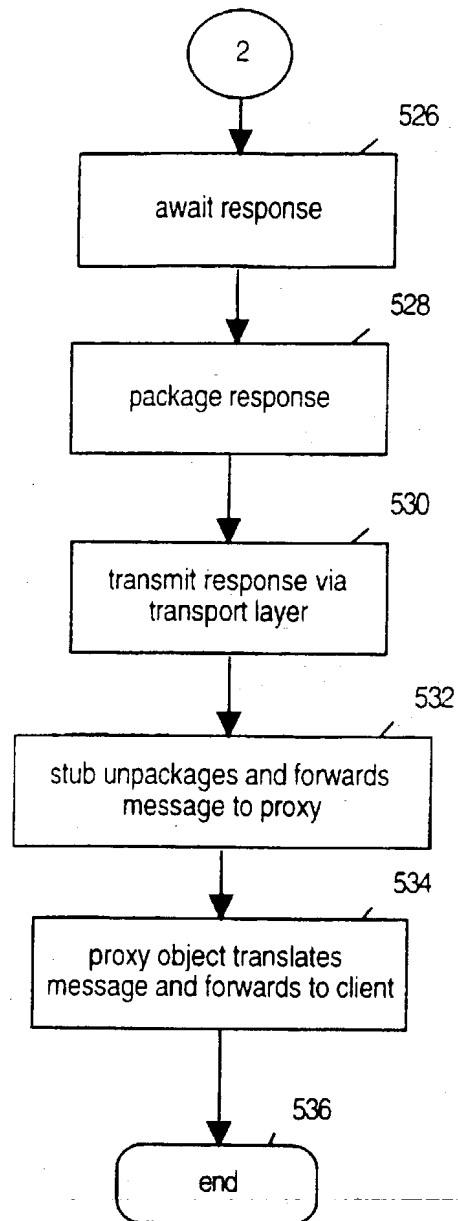 2
526
await response
528
package response
530
transmit response via
transport layer
532
stub unpackages and forwards
message to proxy
534
proxy object translates
message and forwards to client
536
end